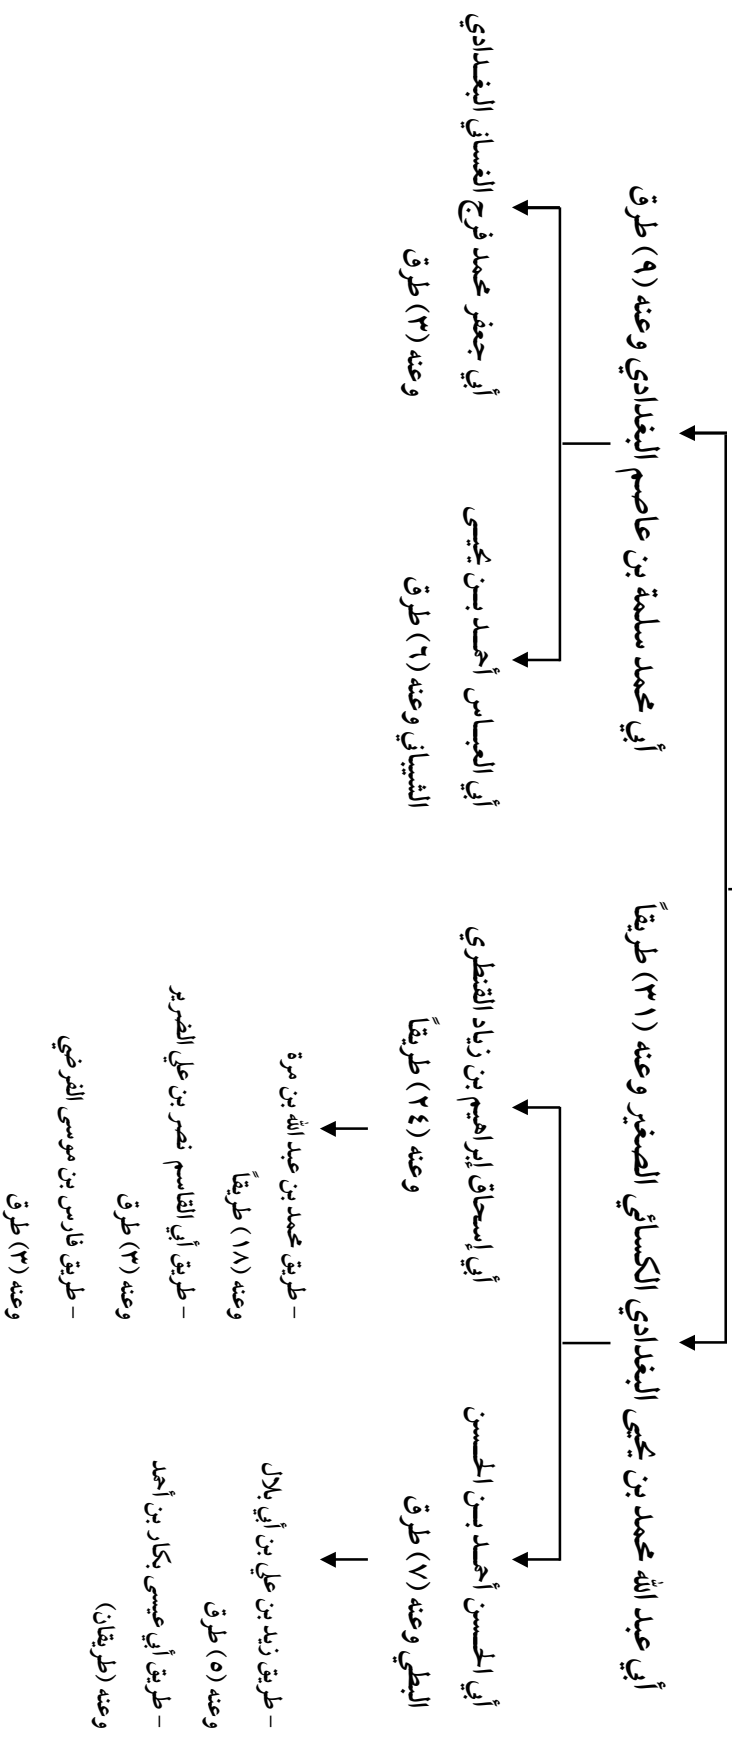 أبي عبد الله محمد بن يحيى البغدادي الكسائي الصغير وعنه (٣١) طريقاً
أبي محمد سلمة بن عاصم البغدادي وعنه (٩) طرق
أبي الحسن أحمد بن الحسن
البطي وعنه (٧) طرق
أبي إسحاق إبراهيم بن زياد القنطري
وعنه (٢٤) طريقاً
أبي العباس أحمد بن يحيى
الشيباني وعنه (٦) طرق
أبي جعفر محمد فرج الغساني البغدادي
وعنه (٣) طرق
– طريق زيد بن علي بن أبي بلال
وعنه (٥) طرق
– طريق أبي عيسى بكار بن أحمد
وعنه (طريقان)
– طريق محمد بن عبد الله بن مرة
وعنه (١٨) طريقاً
– طريق أبي القاسم نصر بن علي الضرير
وعنه (٣) طرق
– طريق فارس بن موسى الفرضي
وعنه (٣) طرق